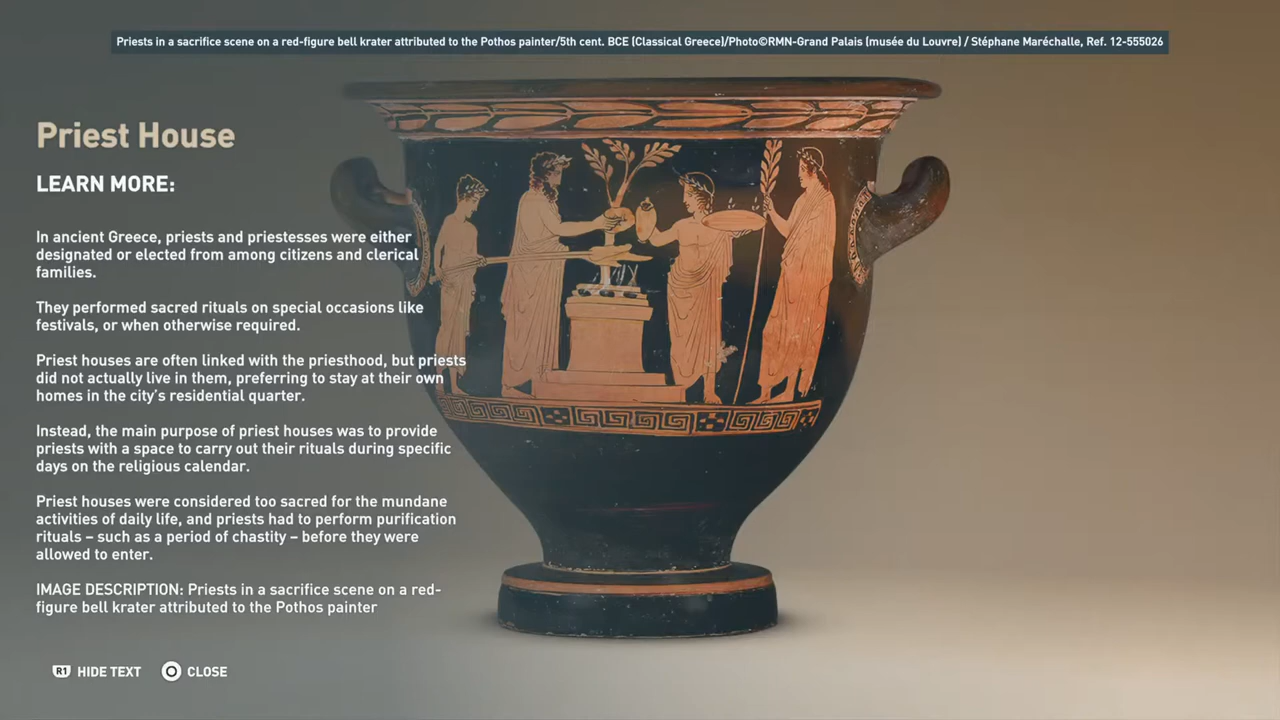 Priests in a sacrifice scene on a red-figure bell krater attributed to the Pothos painter/5th cent. BCE (Classical Greece)/Photo©RMN-Grand Palais (musée du Louvre) / Stéphane Maréchalle, Ref. 12-555026
Priest House
LEARN MORE:
In ancient Greece, priests and priestesses were either
designated or elected from among citizens and clerical
families.
They performed sacred rituals on special occasions like
festivals, or when otherwise required.
Priest houses are often linked with the priesthood, but priests
did not actually live in them, preferring to stay at their own
homes in the city's residential quarter.
Instead, the main purpose of priest houses was to provide
priests with a space to carry out their rituals during specific
days on the religious calendar.
Priest houses were considered too sacred for the mundane
activities of daily life, and priests had to perform purification
rituals – such as a period of chastity – before they were
allowed to enter.
IMAGE DESCRIPTION: Priests in a sacrifice scene on a red-
figure bell krater attributed to the Pothos painter
R1 HIDE TEXT CLOSE